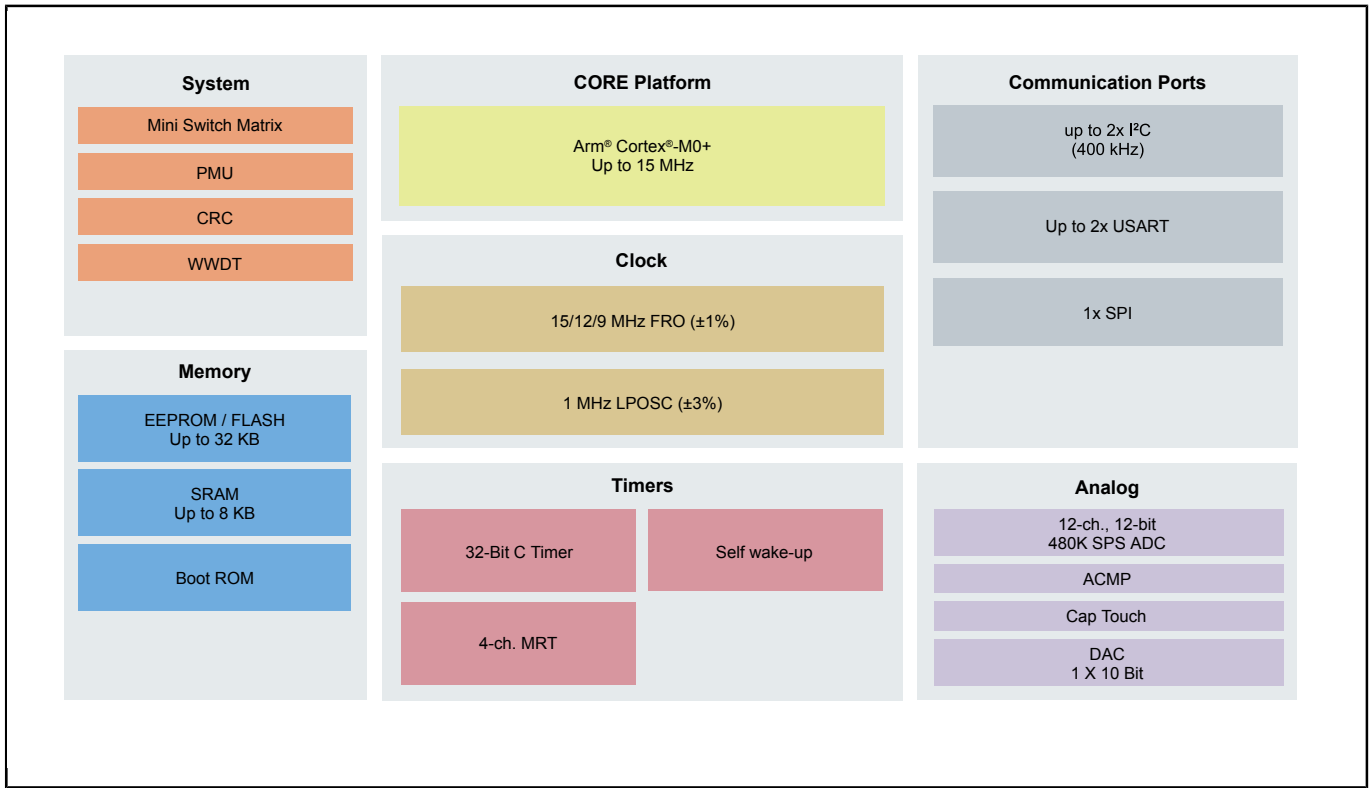 System
Mini Switch Matrix
PMU
CRC
WWDT
Memory
EEPROM / FLASH
Up to 32 KB
SRAM
Up to 8 KB
Boot ROM
CORE Platform
Arm® Cortex®-M0+
Up to 15 MHz
Clock
15/12/9 MHz FRO (±1%)
1 MHz LPOSC (±3%)
Timers
32-Bit C Timer
Self wake-up
4-ch. MRT
Communication Ports
up to 2x I²C
(400 kHz)
Up to 2x USART
1x SPI
Analog
12-ch., 12-bit
480K SPS ADC
ACMP
Cap Touch
DAC
1 X 10 Bit